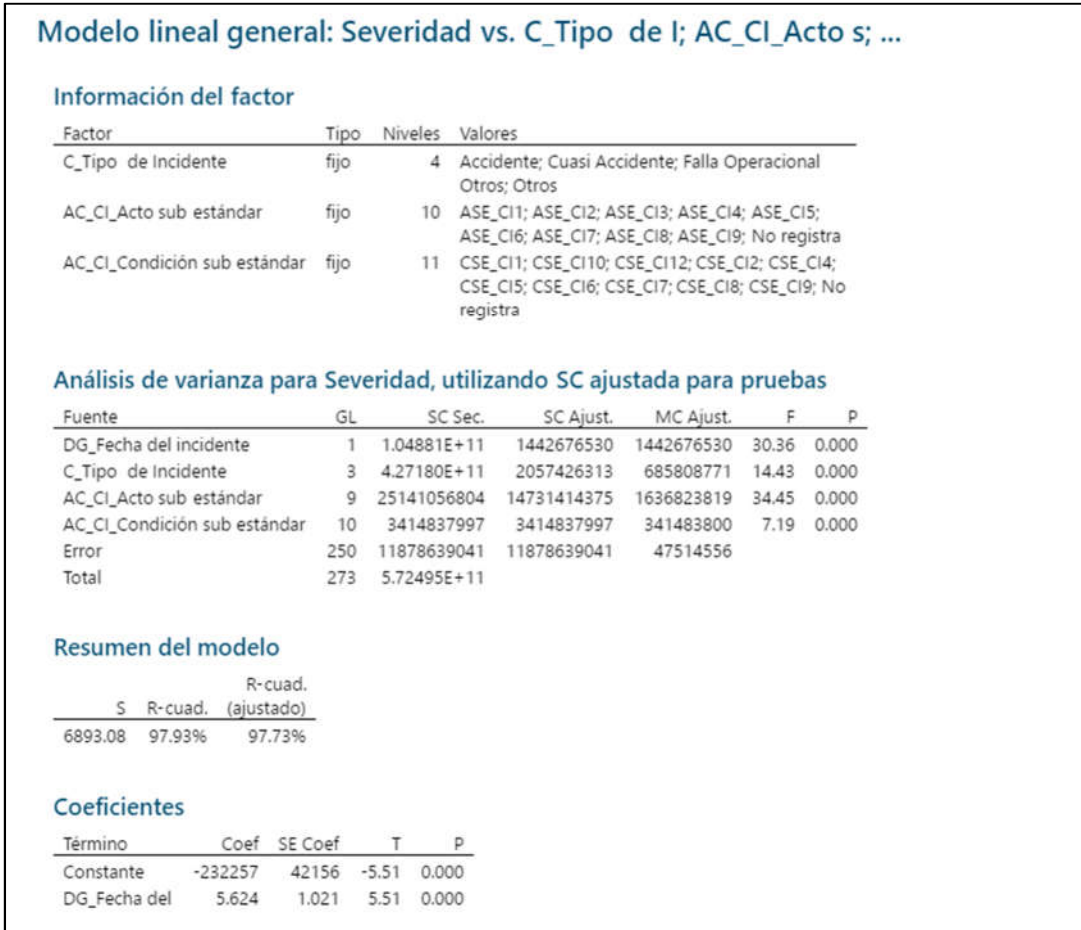 Modelo lineal general: Severidad vs. C_Tipo de I; AC_CI_Acto s; ...
Información del factor
Factor Tipo Niveles Valores
C_Tipo de Incidente fijo 4 Accidente; Cuasi Accidente; Falla Operacional
Otros; Otros
AC_CI_Acto sub estándar fijo 10 ASE_CI1; ASE_CI2; ASE_CI3; ASE_CI4; ASE_CI5;
ASE_CI6; ASE_CI7; ASE_CI8; ASE_CI9; No registra
AC_CI_Condición sub estándar fijo 11 CSE_CI1; CSE_CI10; CSE_CI12; CSE_CI2; CSE_CI4;
CSE_CI5; CSE_CI6; CSE_CI7; CSE_CI8; CSE_CI9; No
registra
Análisis de varianza para Severidad, utilizando SC ajustada para pruebas
Fuente GL SC Sec. SC Ajust. MC Ajust. F P
DG_Fecha del incidente 1 1.04881E+11 1442676530 1442676530 30.36 0.000
C_Tipo de Incidente 3 4.27180E+11 2057426313 685808771 14.43 0.000
AC_CI_Acto sub estándar 9 25141056804 14731414375 1636823819 34.45 0.000
AC_CI_Condición sub estándar 10 3414837997 3414837997 341483800 7.19 0.000
Error 250 11878639041 11878639041 47514556
Total 273 5.72495E+11
Resumen del modelo
R-cuad.
S R-cuad. (ajustado)
6893.08 97.93% 97.73%
Coeficientes
Término Coef SE Coef T P
Constante -232257 42156 -5.51 0.000
DG_Fecha del 5.624 1.021 5.51 0.000